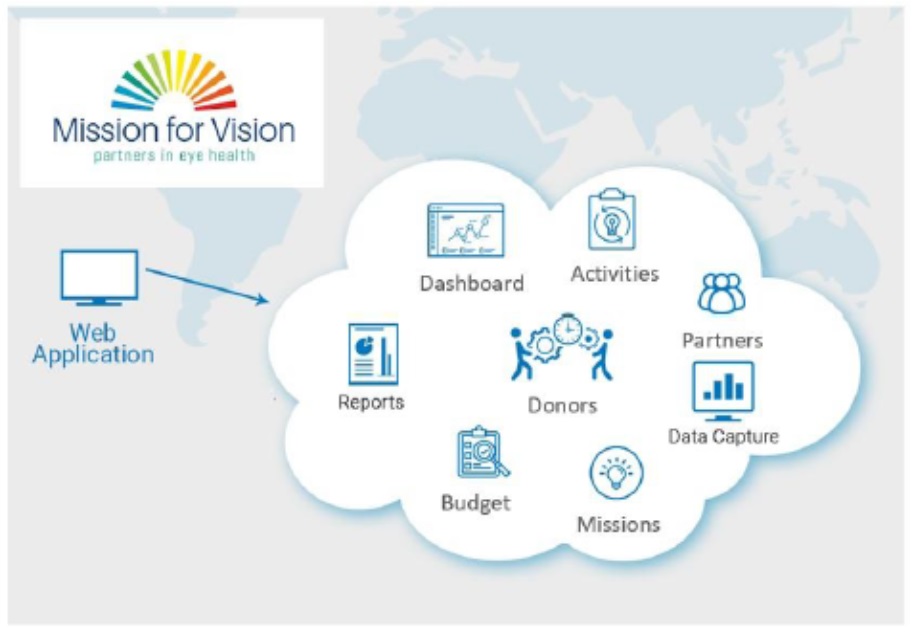 Mission for Vision
partners in eye health
Web
Application
Dashboard
Activities
Partners
Reports
Donors
Data Capture
Budget
Missions